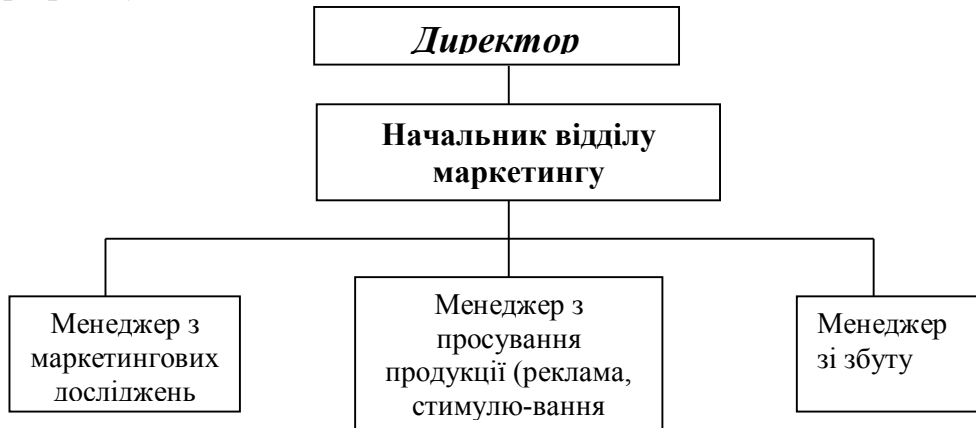 Директор
Начальник відділу
маркетингу
Менеджер з
маркетингових
досліджень
Менеджер з
просування
продукції (реклама,
стимулю-вання
Менеджер
зі збуту